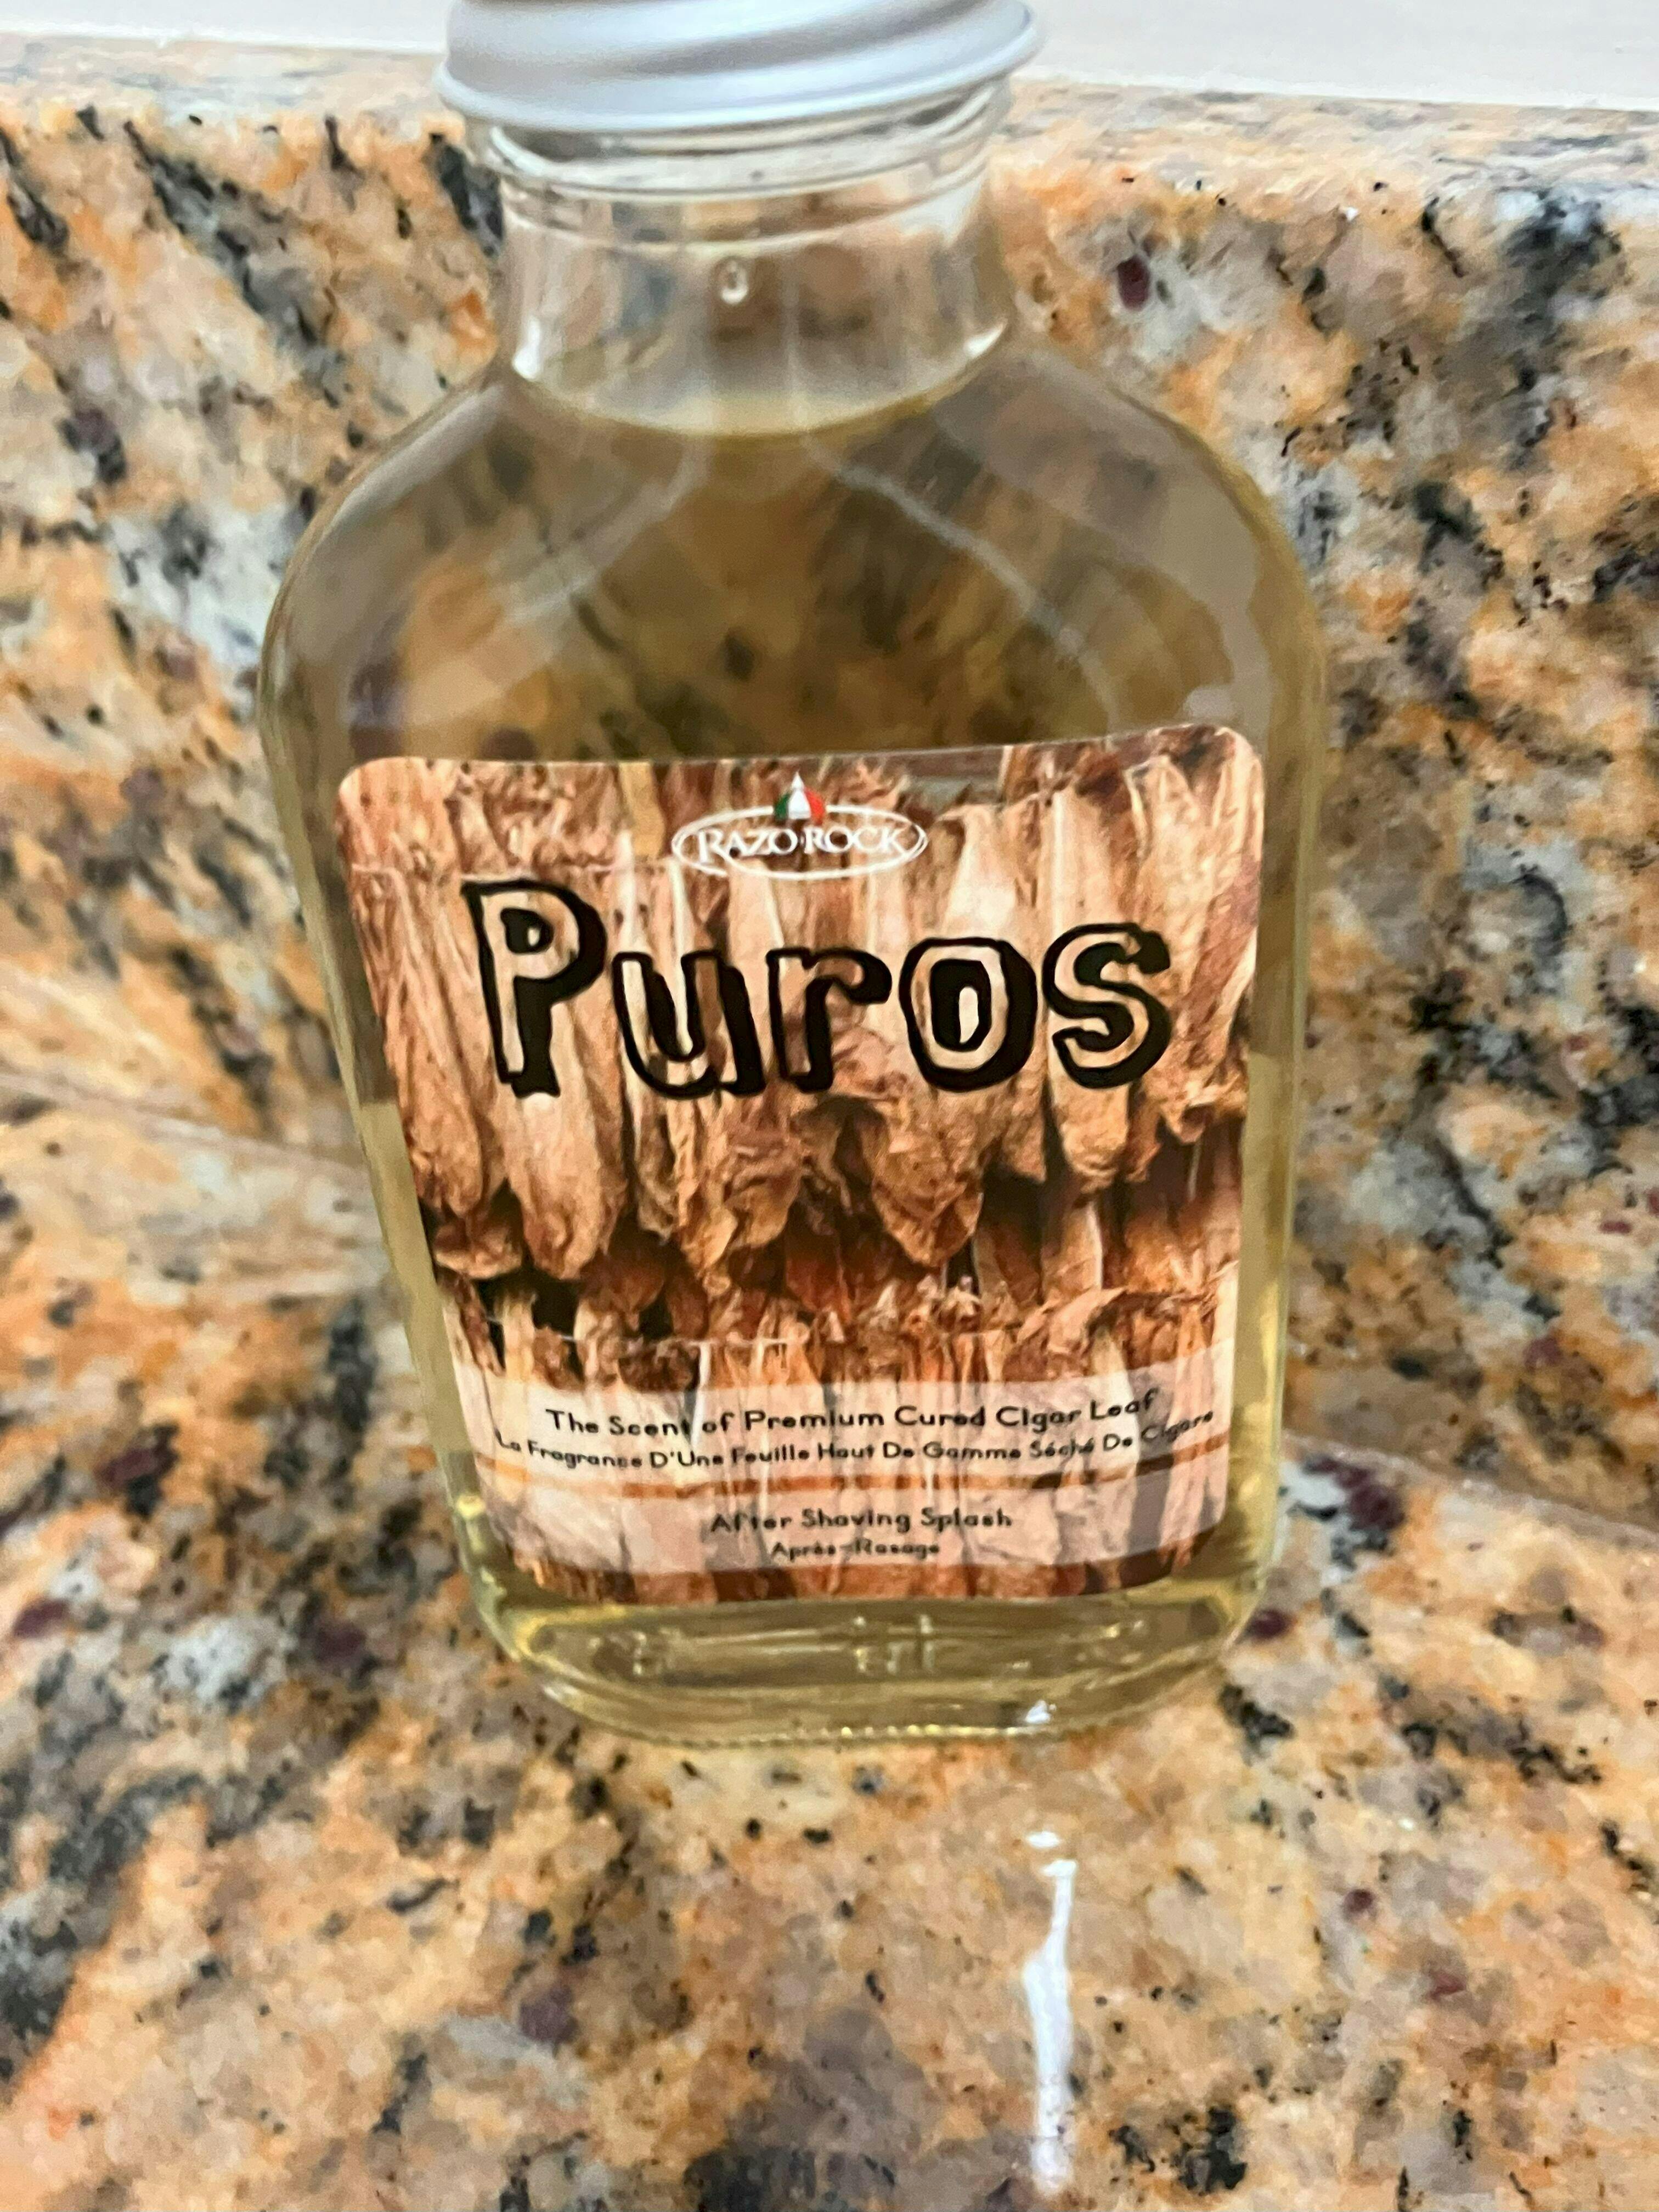 RAZOROCK
Puros
The Scent of Premium Cured Cigar Leaf
La Fragrance D'Une Feuille Haut De Gamme Séché De Cigare
After Shaving Splash
Après-Rasage